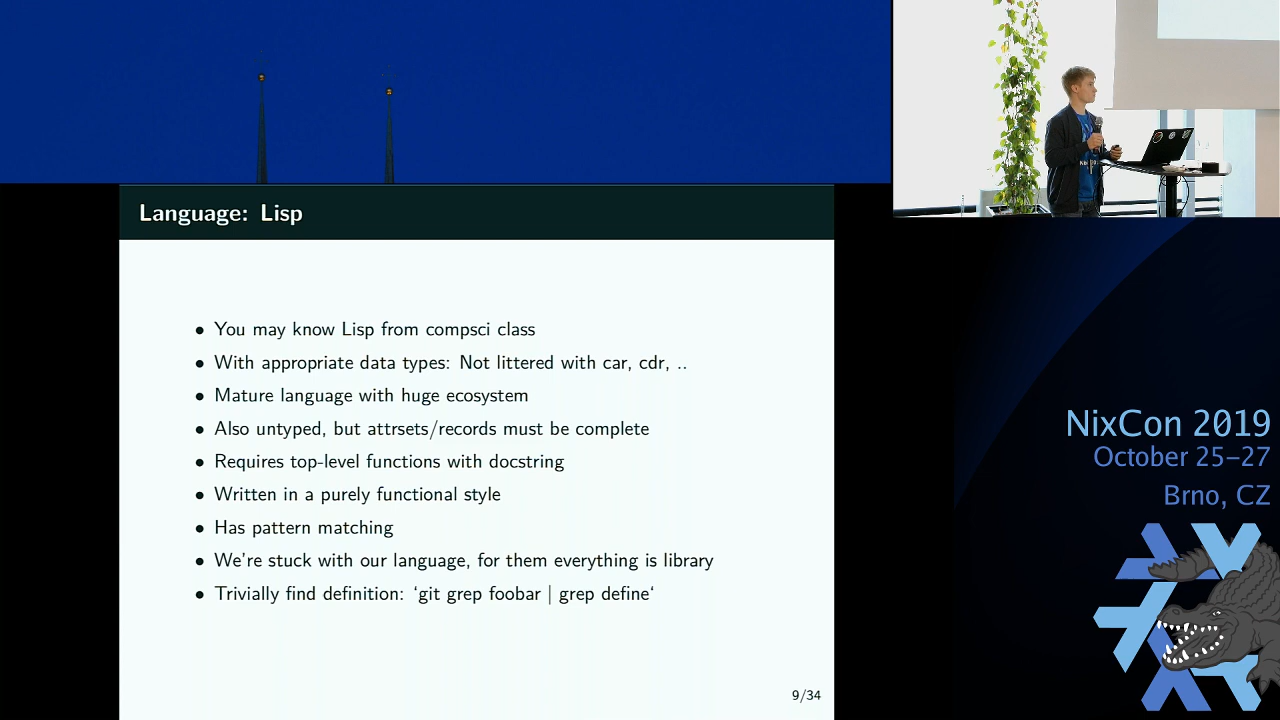 Language: Lisp
• You may know Lisp from compsci class
• With appropriate data types: Not littered with car, cdr, ..
• Mature language with huge ecosystem
• Also untyped, but attrsets/records must be complete
• Requires top-level functions with docstring
• Written in a purely functional style
• Has pattern matching
• We're stuck with our language, for them everything is library
• Trivially find definition: ‘git grep foobar | grep define‘
9/34
NixCon 2019
October 25–27
Brno, CZ